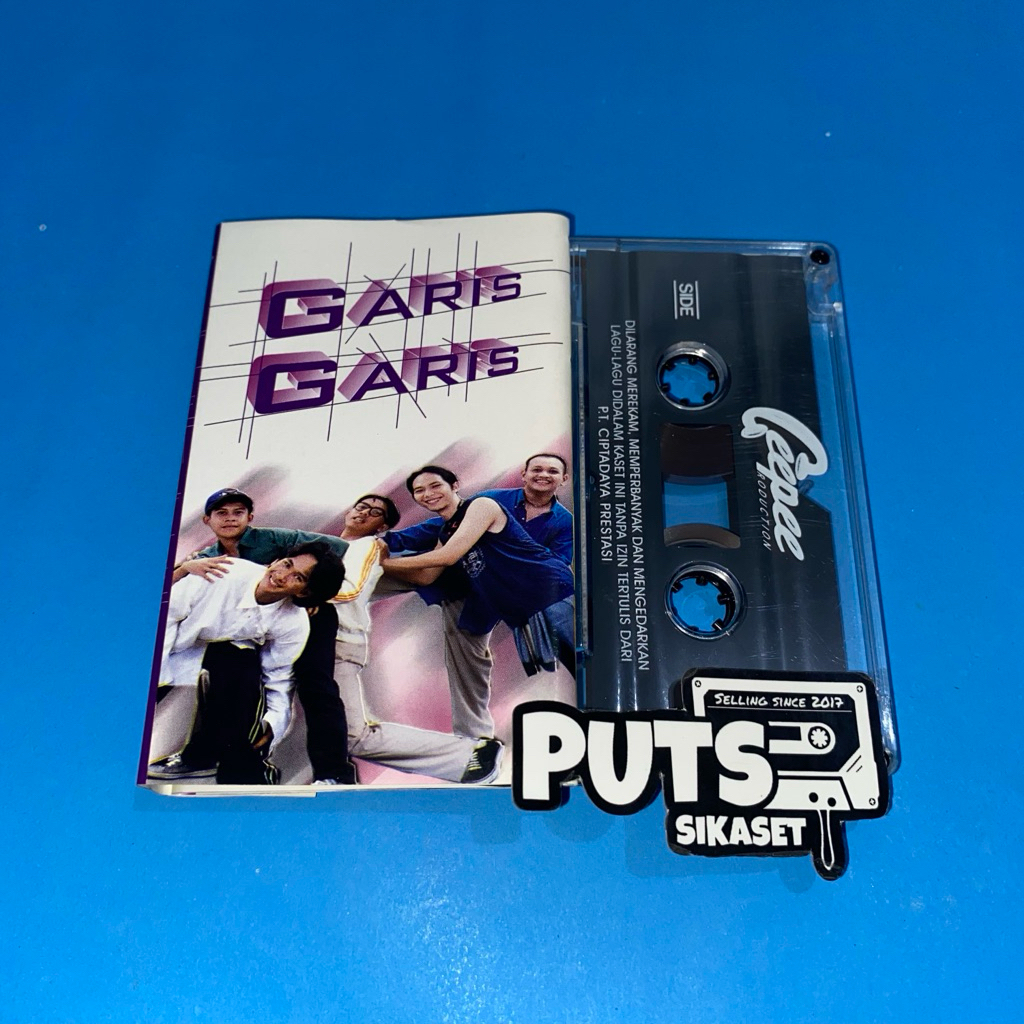 GARIS
GARIS
SIDE
DILARANG MEREKAM, MEMPERBANYAK DAN MENGEDARKAN
LAGU-LAGU DIDALAM KASET INI TANPA IZIN TERTULIS DARI
P.T. CIPTADAYA PRESTASI
Geepee
PRODUCTION
SELLING SINCE 2017
PUTS
SIKASET